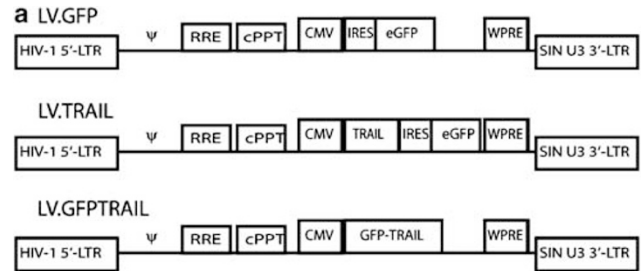 a LV.GFP
HIV-1 5'-LTR ψ RRE cPPT CMV IRES eGFP WPRE SIN U3 3'-LTR
LV.TRAIL
HIV-1 5'-LTR ψ RRE cPPT CMV TRAIL IRES eGFP WPRE SIN U3 3'-LTR
LV.GFPTRAIL
HIV-1 5'-LTR ψ RRE cPPT CMV GFP-TRAIL WPRE SIN U3 3'-LTR